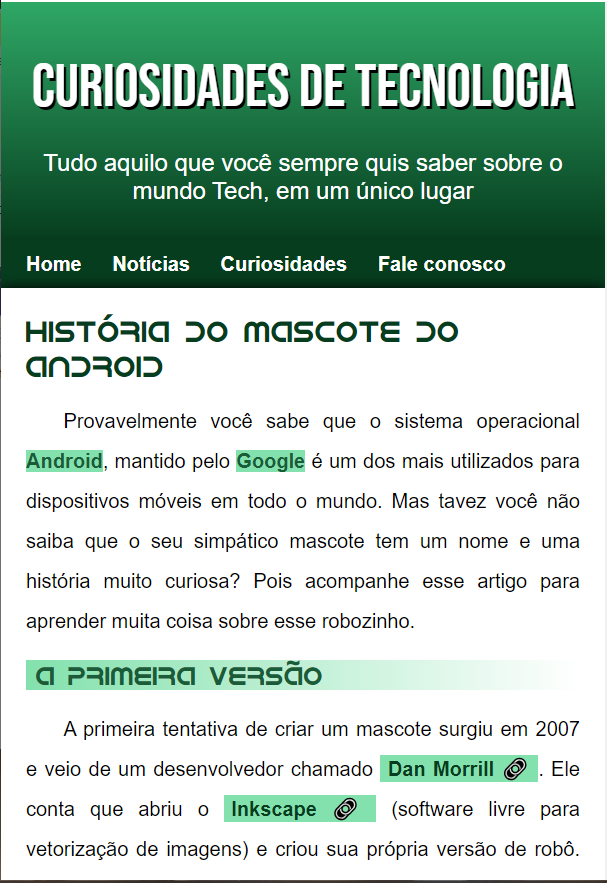 CURIOSIDADES DE TECNOLOGIA
Tudo aquilo que você sempre quis saber sobre o
mundo Tech, em um único lugar
Home Notícias Curiosidades Fale conosco
HISTÓRIA DO MASCOTE DO
ANDROID
Provavelmente você sabe que o sistema operacional
Android, mantido pelo Google é um dos mais utilizados para
dispositivos móveis em todo o mundo. Mas tavez você não
saiba que o seu simpático mascote tem um nome e uma
história muito curiosa? Pois acompanhe esse artigo para
aprender muita coisa sobre esse robozinho.
A PRIMEIRA VERSÃO
A primeira tentativa de criar um mascote surgiu em 2007
e veio de um desenvolvedor chamado Dan Morrill . Ele
conta que abriu o Inkscape (software livre para
vetorização de imagens) e criou sua própria versão de robô.